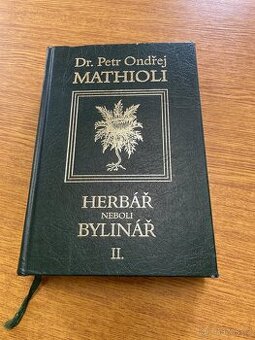 Dr. Petr Ondřej
MATHIOLI
HERBÁŘ
NEBOLI
BYLINÁŘ
II.